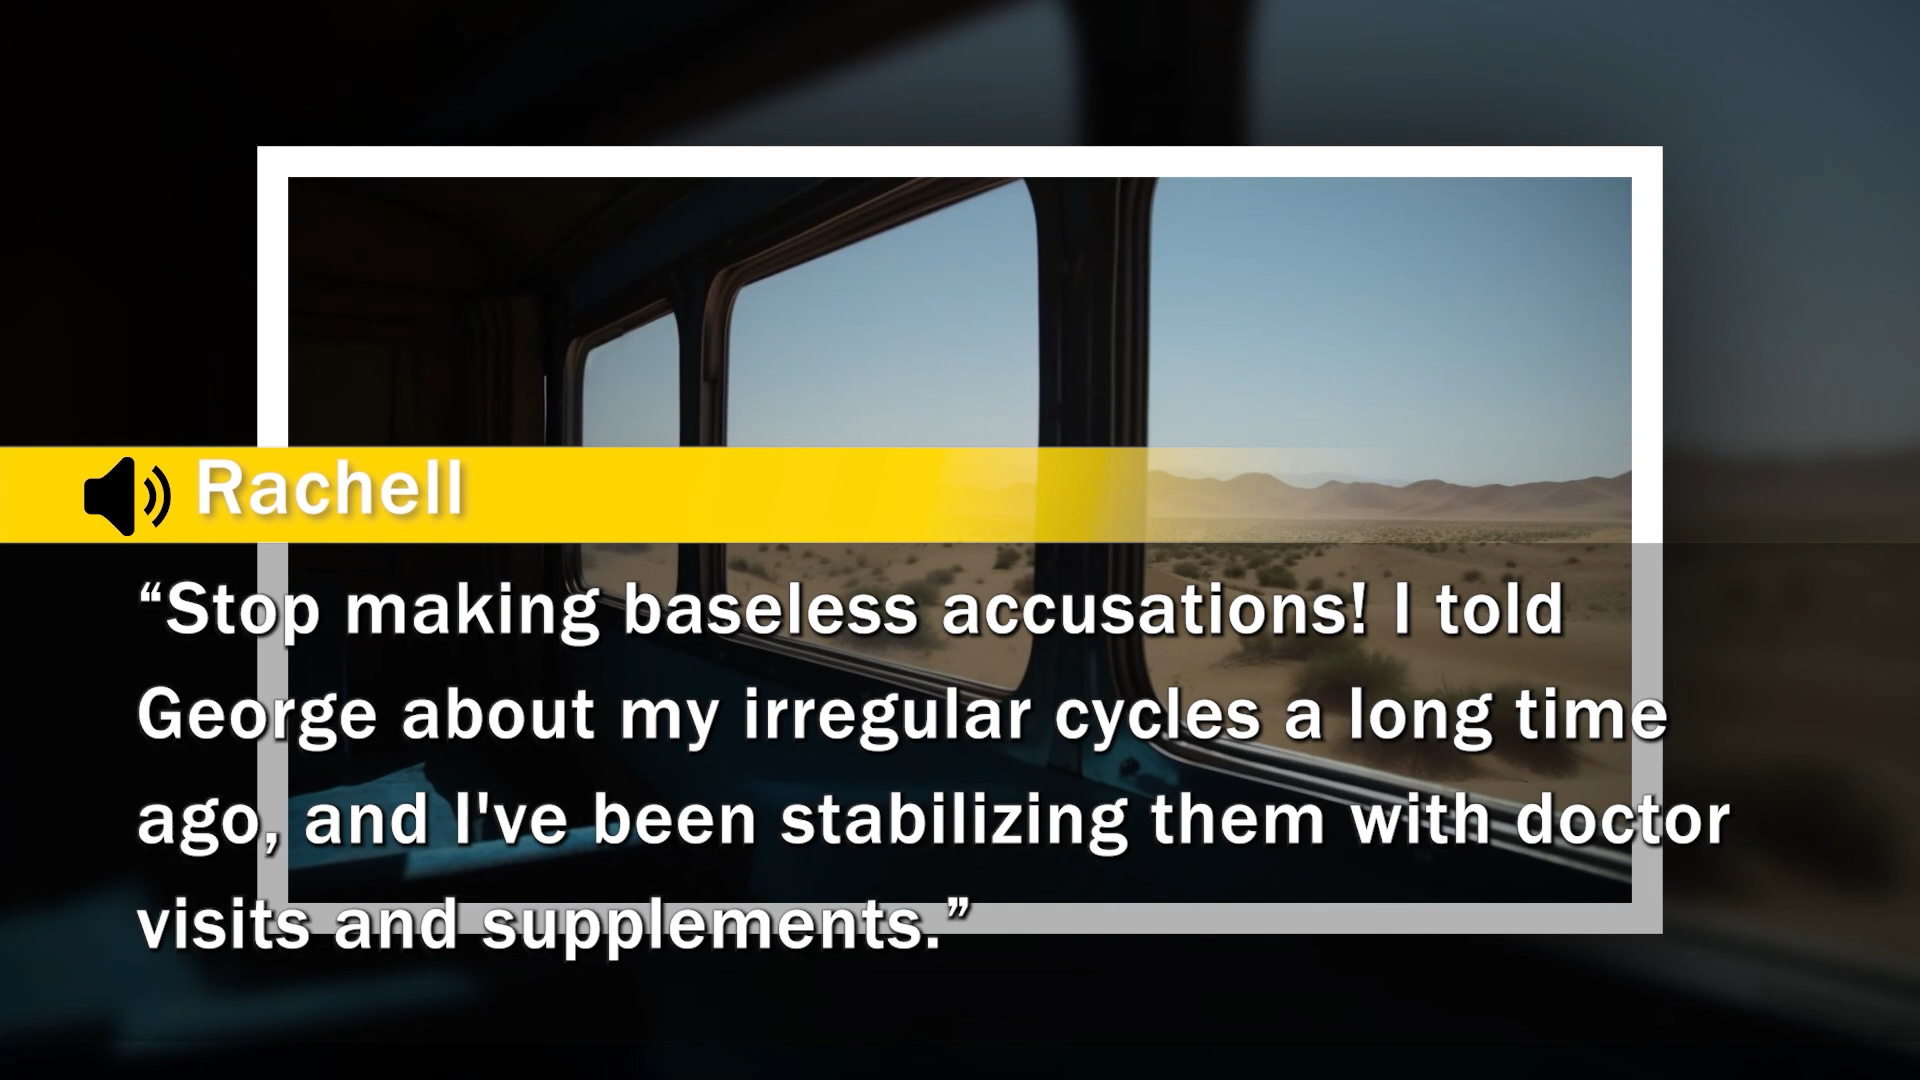 Rachell
“Stop making baseless accusations! I told
George about my irregular cycles a long time
ago, and I've been stabilizing them with doctor
visits and supplements.”